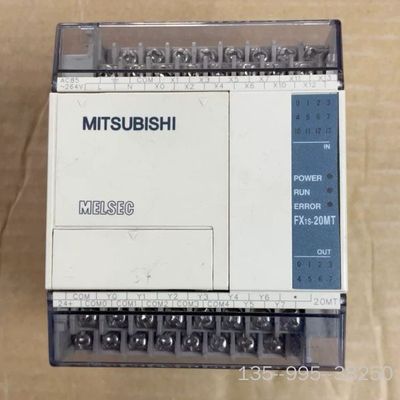 AC85 ⏚ COM X1 X3 X5 X7 X11 X13
~264V L N X0 X2 X4 X6 X10 X12
MITSUBISHI
MELSEC
0 1 2 3
4 5 6 7
10 11 12 13
IN
POWER
RUN
ERROR
FX1S-20MT
OUT
0 1 2 3
4 5 6 7
COM Y0 Y1 Y2 Y3 Y4 Y6 •
24+ COM0 COM1 COM2 COM3 COM4 Y5 Y7 20MT